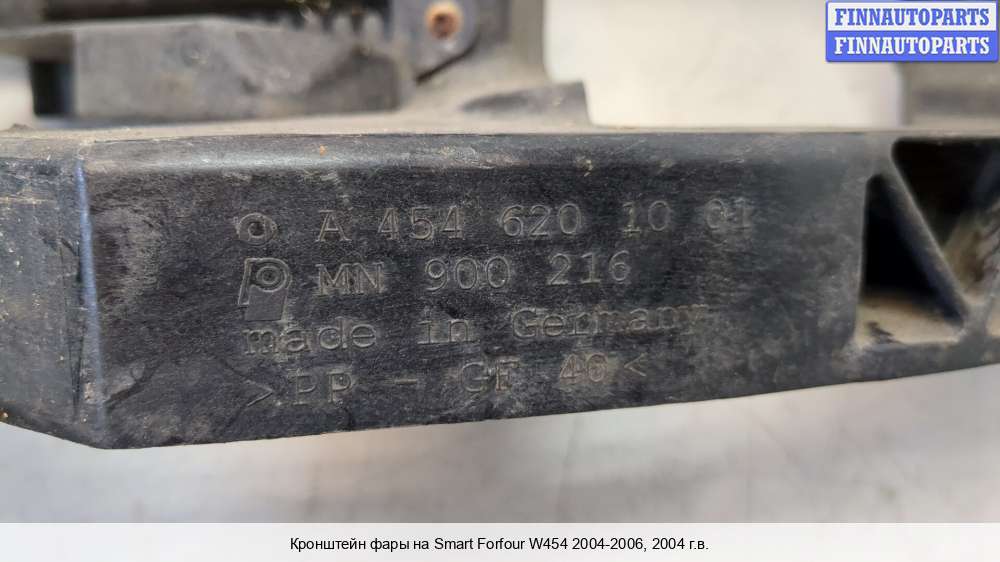 FINNAUTOPARTS
FINNAUTOPARTS
A 454 620 10 01
MN 900 216
made in Germany
>PP - GF 40<
Кронштейн фары на Smart Forfour W454 2004-2006, 2004 г.в.